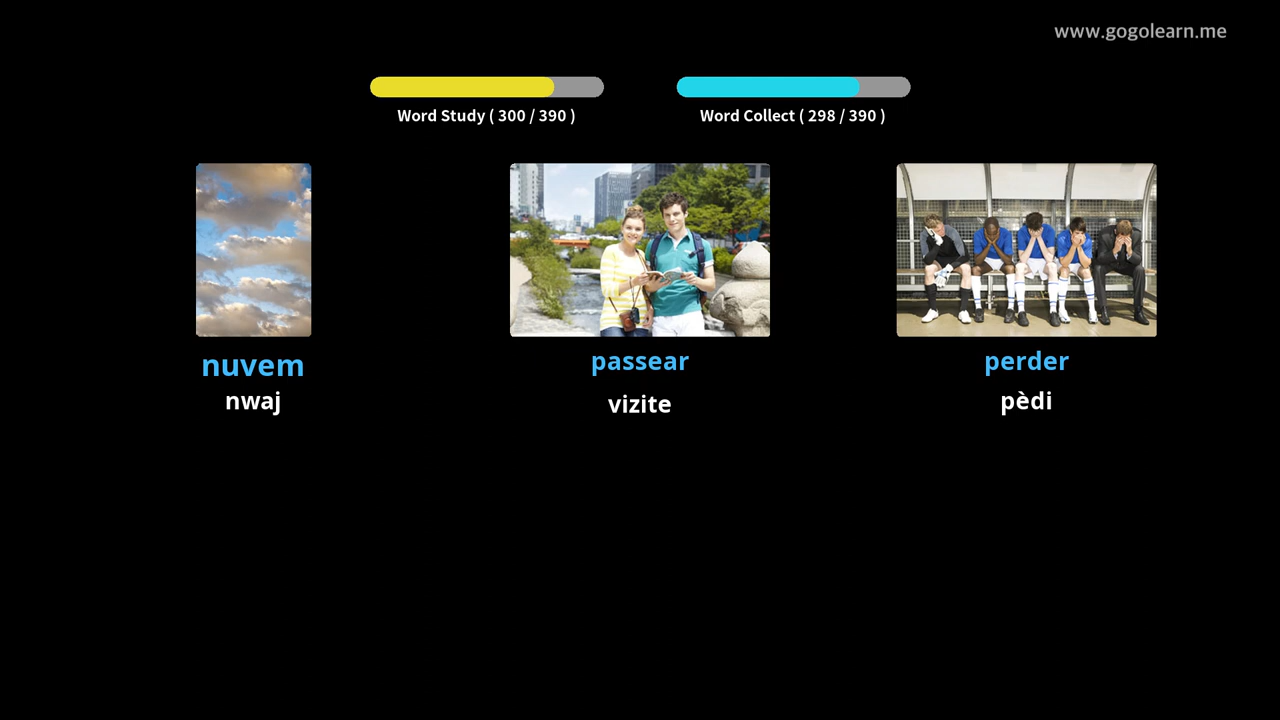 www.gogolearn.me
Word Study ( 300 / 390 )
Word Collect ( 298 / 390 )
nuvem
passear
perder
nwaj
vizite
pèdi